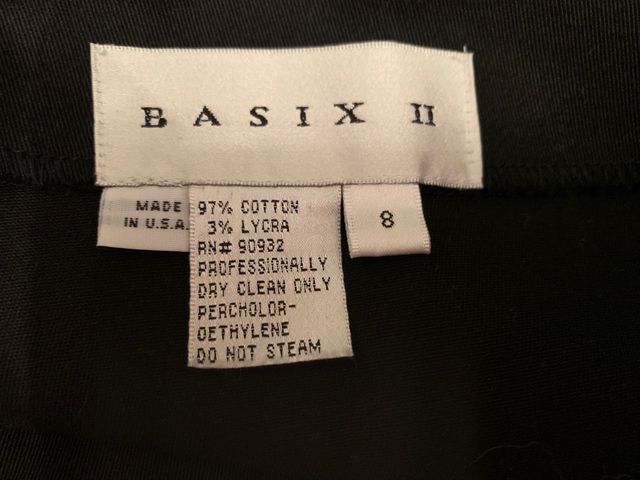 BASIX II
MADE
IN U.S.A.
97% COTTON
3% LYCRA
RN# 90932
PROFESSIONALLY
DRY CLEAN ONLY
PERCHOLOR-
OETHYLENE
DO NOT STEAM
8